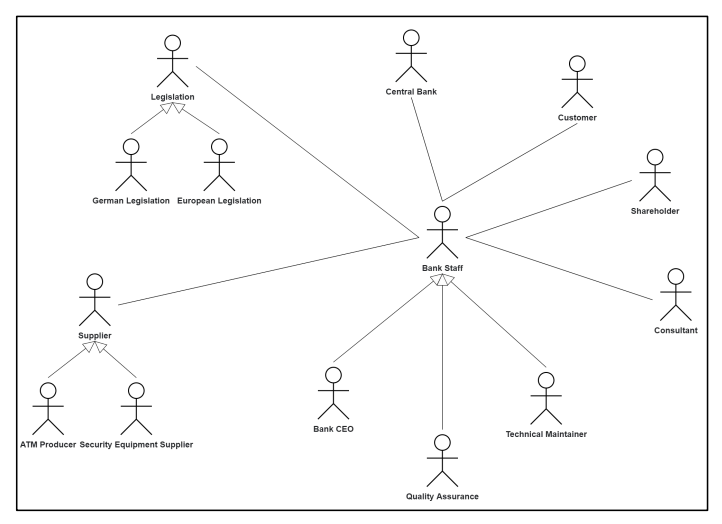 Legislation
Central Bank
Customer
German Legislation
European Legislation
Shareholder
Bank Staff
Supplier
Consultant
Bank CEO
Technical Maintainer
ATM Producer
Security Equipment Supplier
Quality Assurance